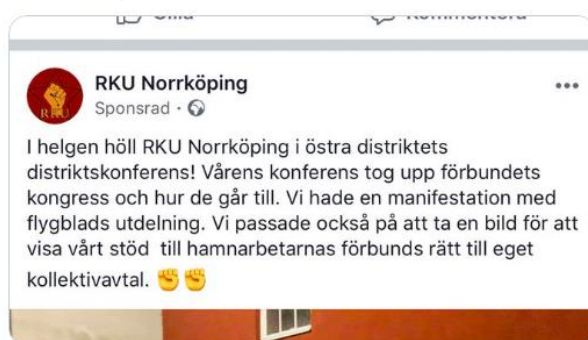 RKU Norrköping
Sponsrad ·
RKU
I helgen höll RKU Norrköping i östra distriktets
distriktskonferens! Vårens konferens tog upp förbundets
kongress och hur de går till. Vi hade en manifestation med
flygblads utdelning. Vi passade också på att ta en bild för att
visa vårt stöd till hamnarbetarnas förbunds rätt till eget
kollektivavtal. ✊✊